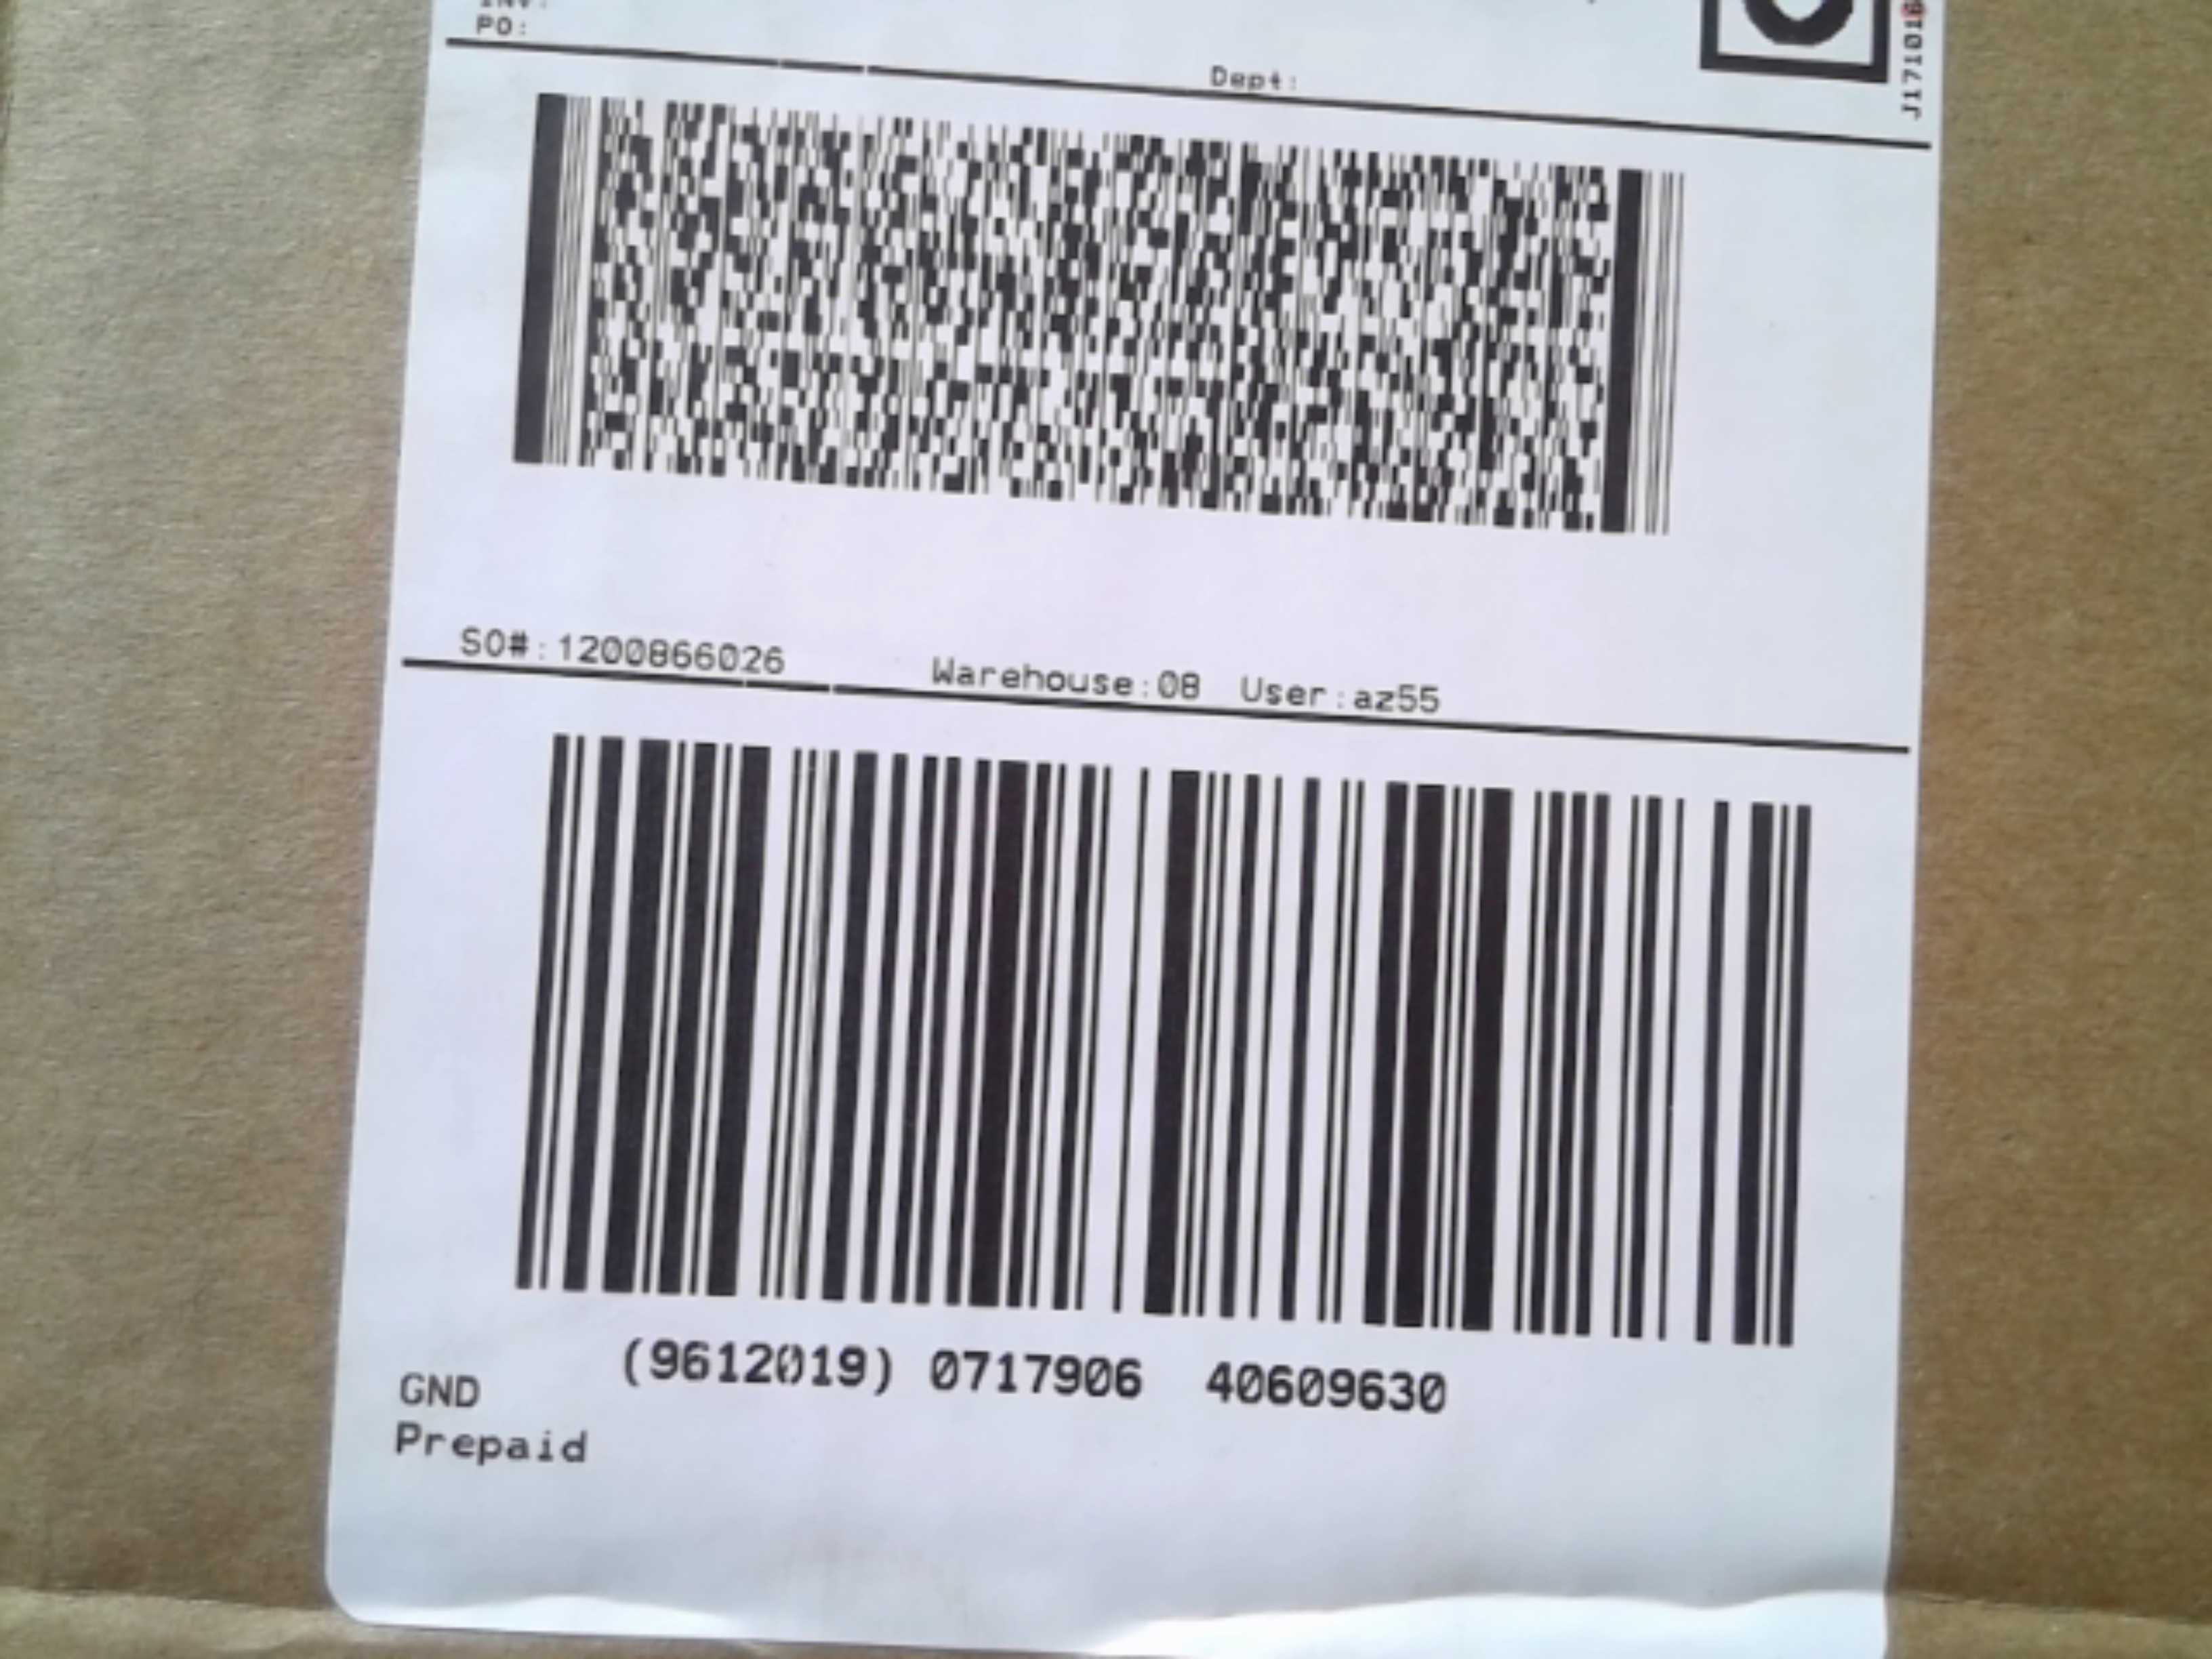 PO:
Dept:
SO#:1200866026 Warehouse:08 User:az55
(9612019) 0717906 40609630
GND
Prepaid